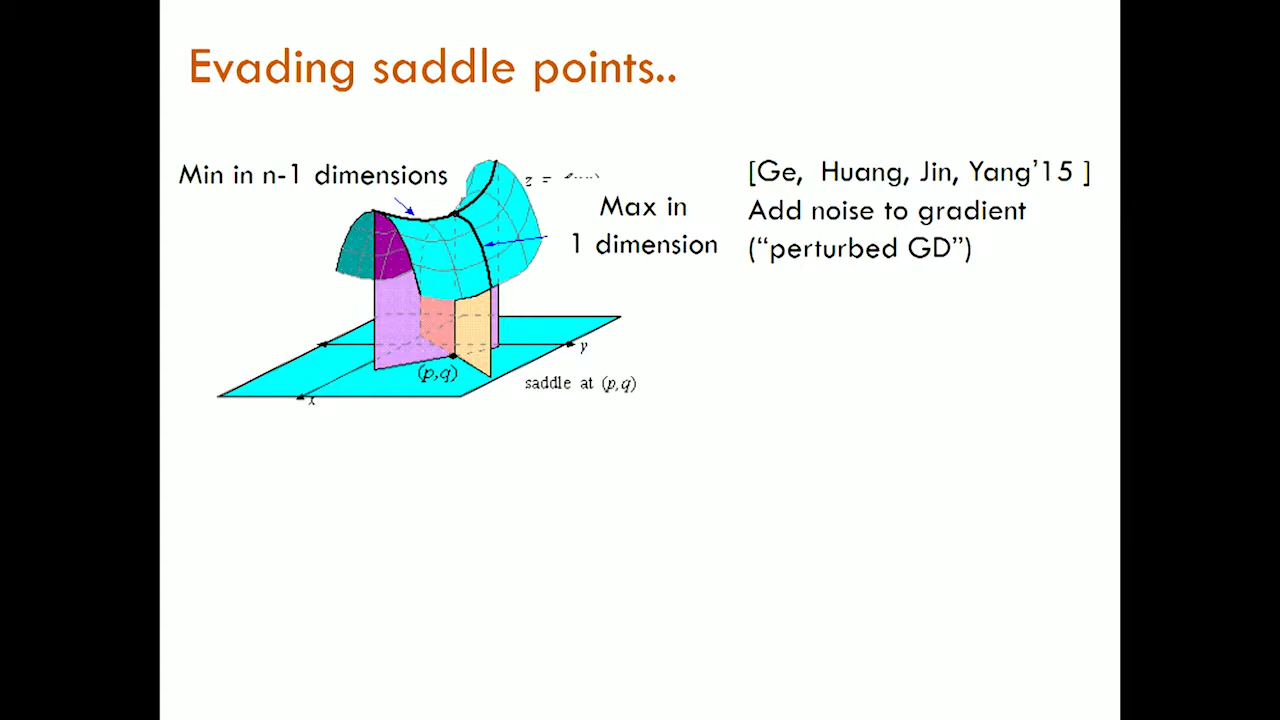 Evading saddle points..
Min in n-1 dimensions
z =
Max in
1 dimension
[Ge, Huang, Jin, Yang'15 ]
Add noise to gradient
("perturbed GD")
y
(p,q)
saddle at (p,q)
x